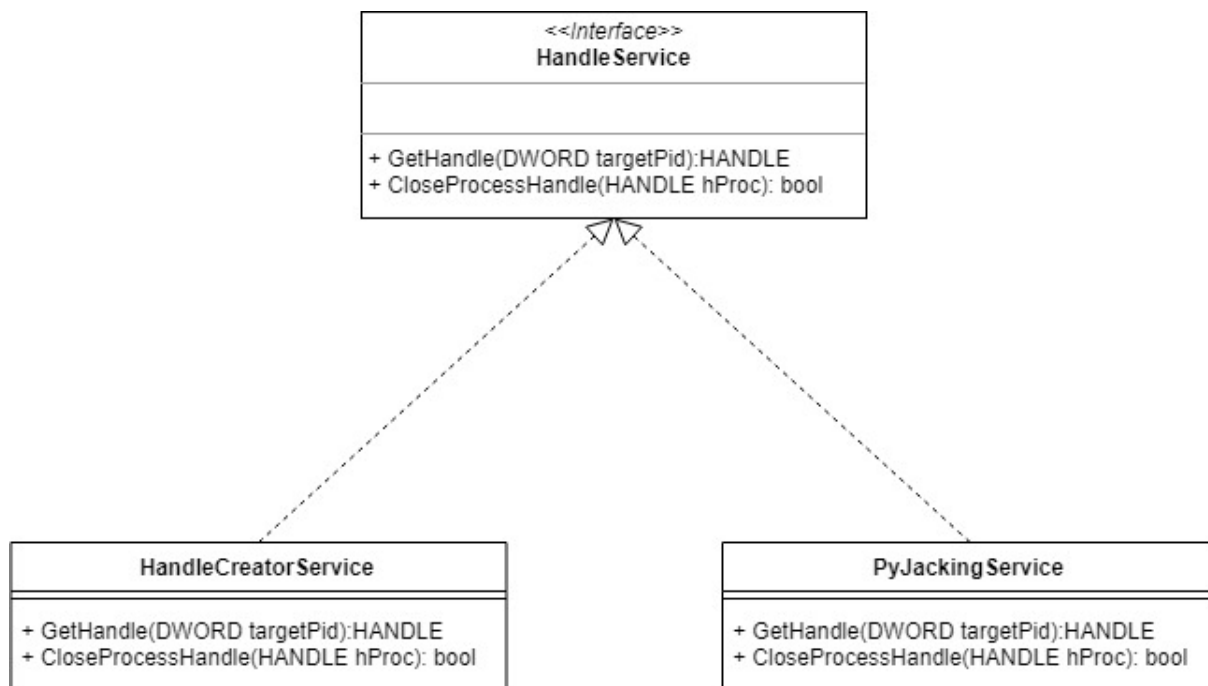 <<Interface>>
HandleService
+ GetHandle(DWORD targetPid):HANDLE
+ CloseProcessHandle(HANDLE hProc): bool
HandleCreatorService
+ GetHandle(DWORD targetPid):HANDLE
+ CloseProcessHandle(HANDLE hProc): bool
PyJackingService
+ GetHandle(DWORD targetPid):HANDLE
+ CloseProcessHandle(HANDLE hProc): bool